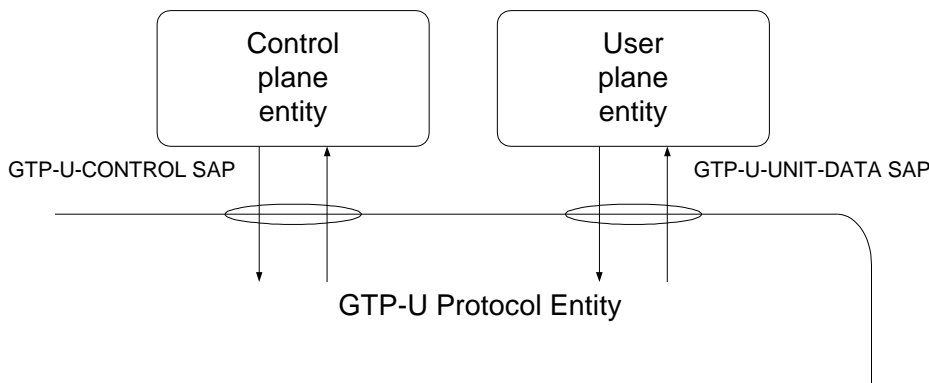 Control
plane
entity
User
plane
entity
GTP-U-CONTROL SAP
GTP-U-UNIT-DATA SAP
GTP-U Protocol Entity